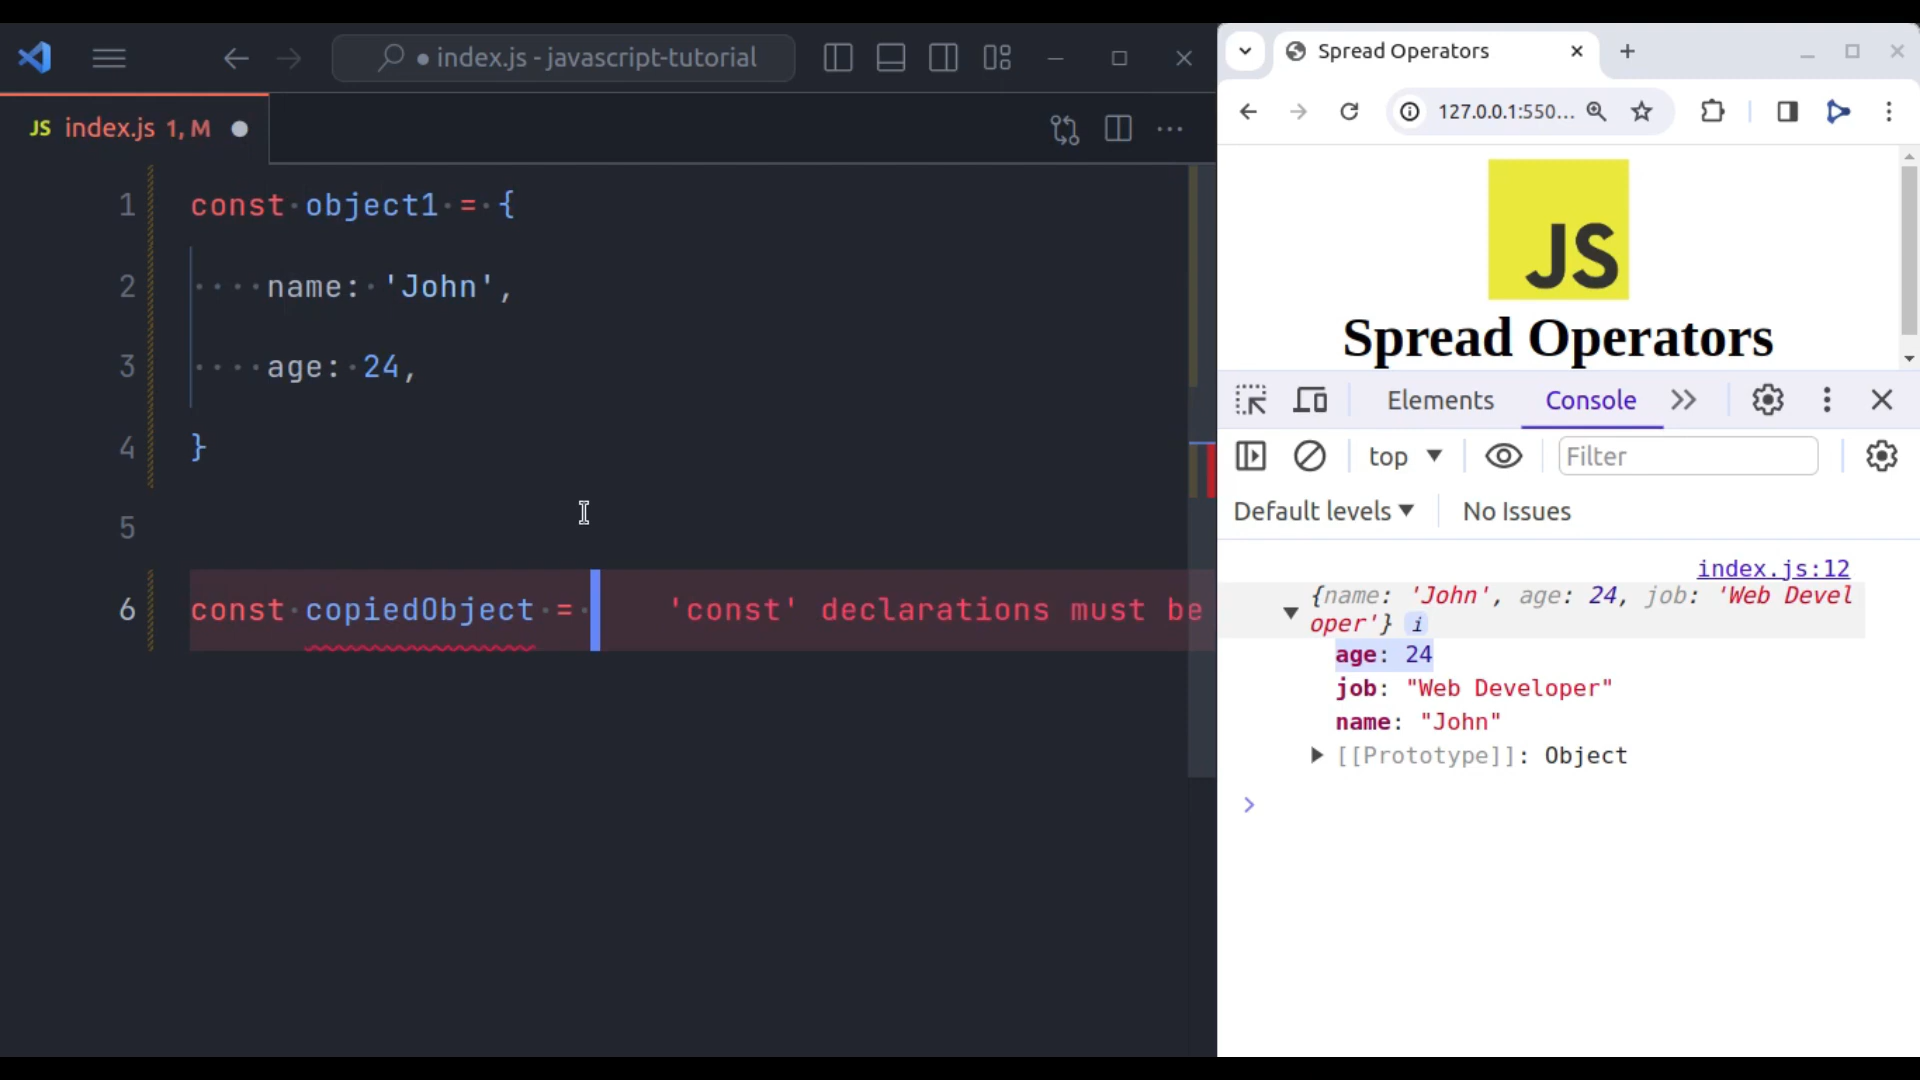 index.js - javascript-tutorial
JS index.js 1, M
1 const object1 = {
2 name: 'John',
3 age: 24,
4 }
5
6 const copiedObject = 'const' declarations must be
Spread Operators
127.0.0.1:550...
JS
Spread Operators
Elements Console
top Filter
Default levels No Issues
index.js:12
{name: 'John', age: 24, job: 'Web Devel
oper'} i
age: 24
job: "Web Developer"
name: "John"
[[Prototype]]: Object